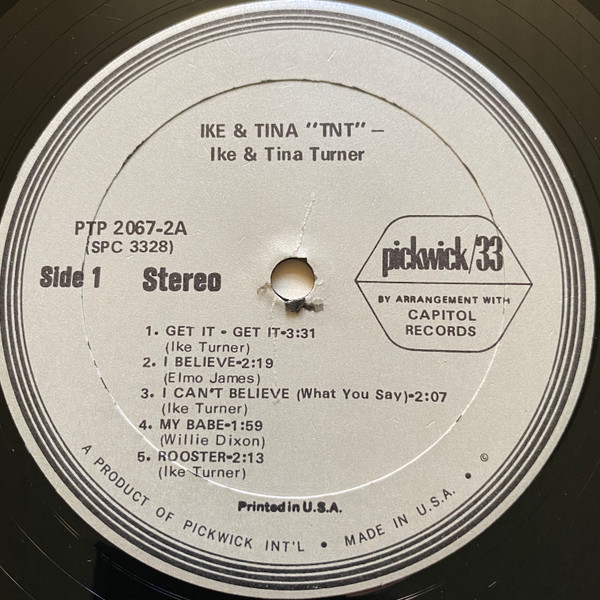 IKE & TINA "TNT" –
Ike & Tina Turner
PTP 2067-2A
(SPC 3328)
Side 1 Stereo
pickwick/33
BY ARRANGEMENT WITH
CAPITOL
RECORDS
1. GET IT - GET IT-3:31
(Ike Turner)
2. I BELIEVE-2:19
(Elmo James)
3. I CAN'T BELIEVE (What You Say)-2:07
(Ike Turner)
4. MY BABE-1:59
(Willie Dixon)
5. ROOSTER-2:13
(Ike Turner)
Printed in U.S.A.
A PRODUCT OF PICKWICK INT'L • MADE IN U.S.A. • ©